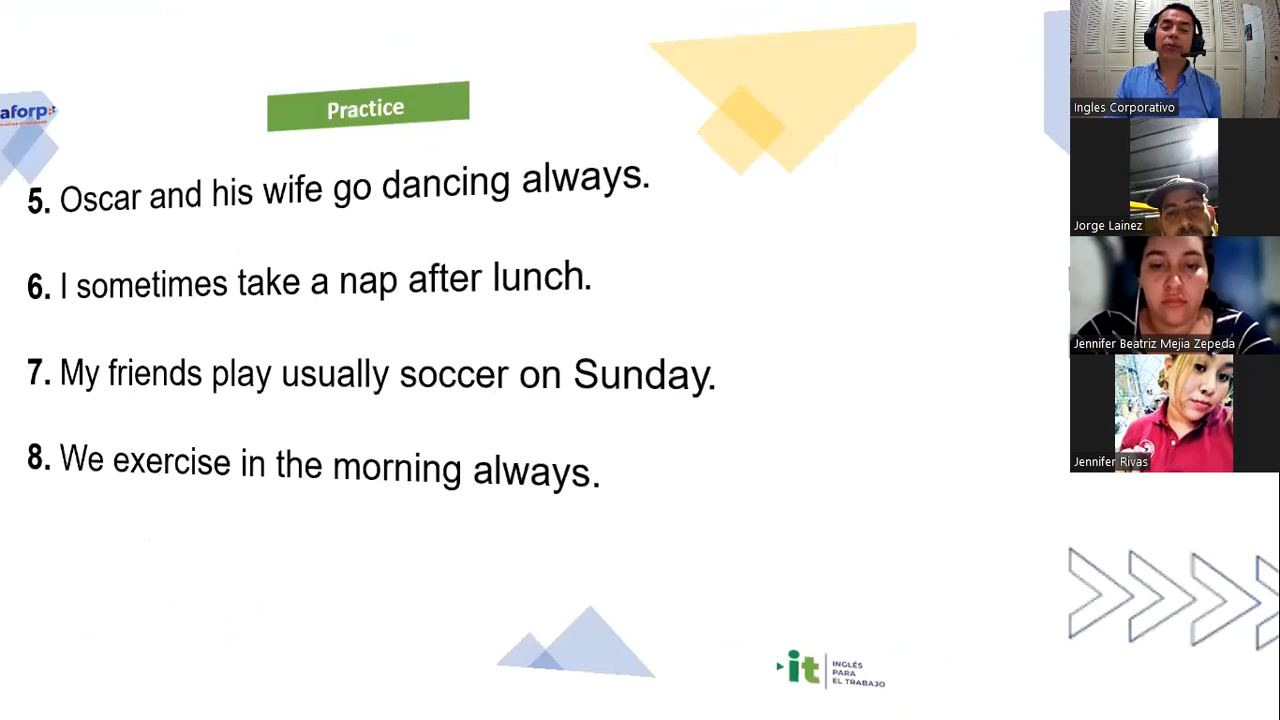 aforp
Practice
5. Oscar and his wife go dancing always.
6. I sometimes take a nap after lunch.
7. My friends play usually soccer on Sunday.
8. We exercise in the morning always.
it
INGLÉS
PARA
EL TRABAJO
Ingles Corporativo
Jorge Lainez
Jennifer Beatriz Mejia Zepeda
Jennifer Rivas